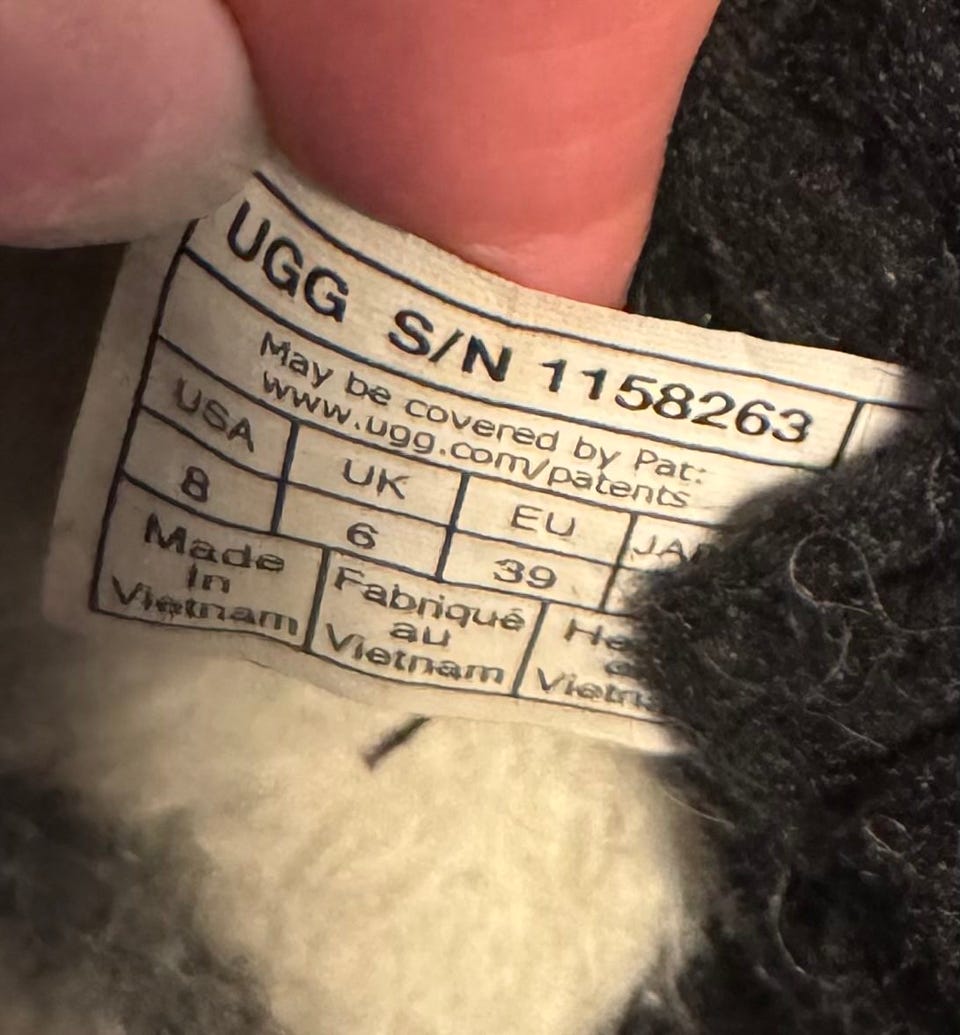 UGG S/N 1158263
May be covered by Pat:
www.ugg.com/patents
USA UK EU
8 6 39
Made
in
Vietnam
Fabriqué
au
Vietnam